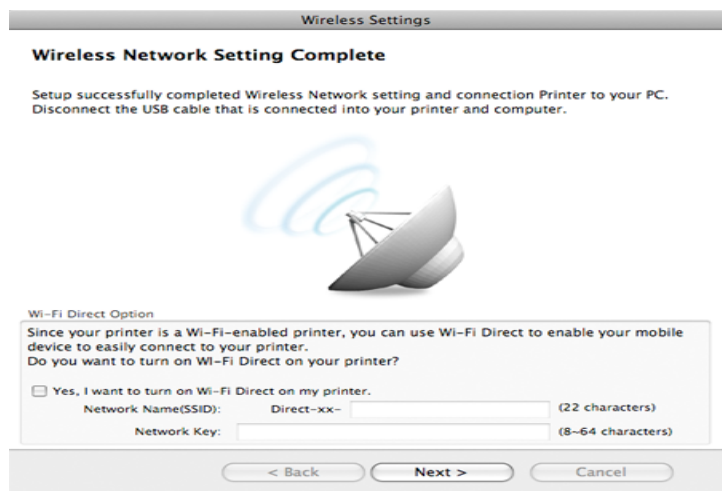 Wireless Settings
Wireless Network Setting Complete
Setup successfully completed Wireless Network setting and connection Printer to your PC.
Disconnect the USB cable that is connected into your printer and computer.
Wi-Fi Direct Option
Since your printer is a Wi-Fi-enabled printer, you can use Wi-Fi Direct to enable your mobile
device to easily connect to your printer.
Do you want to turn on WI-Fi Direct on your printer?
Yes, I want to turn on Wi-Fi Direct on my printer.
Network Name(SSID): Direct-xx- (22 characters)
Network Key: (8~64 characters)
< Back Next > Cancel